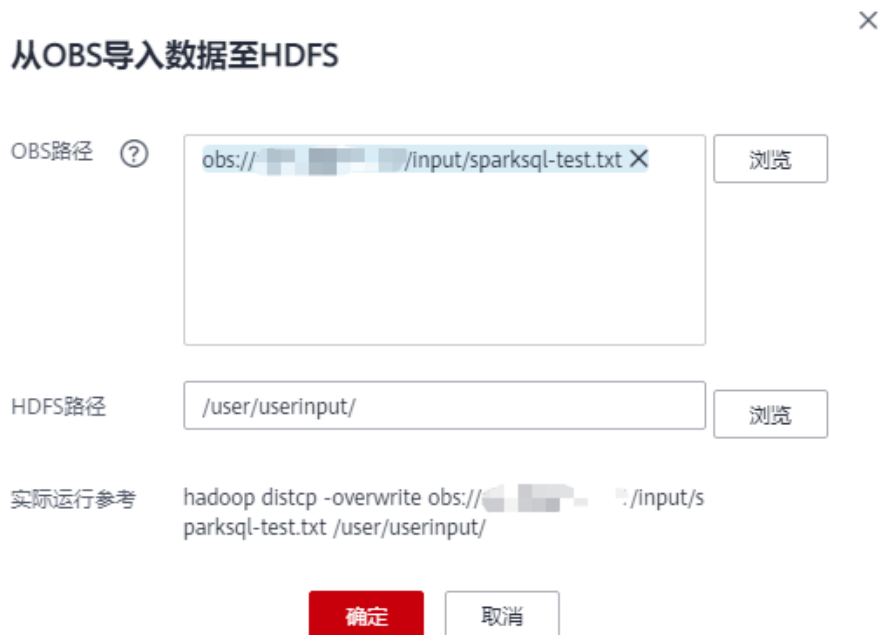 从OBS导入数据至HDFS
OBS路径
obs:// /input/sparksql-test.txt
浏览
HDFS路径
/user/userinput/
浏览
实际运行参考
hadoop distcp -overwrite obs:// /input/s
parksql-test.txt /user/userinput/
确定
取消